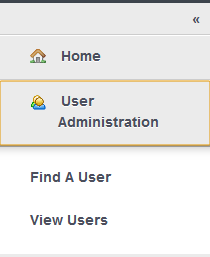 «
Home
User
Administration
Find A User
View Users